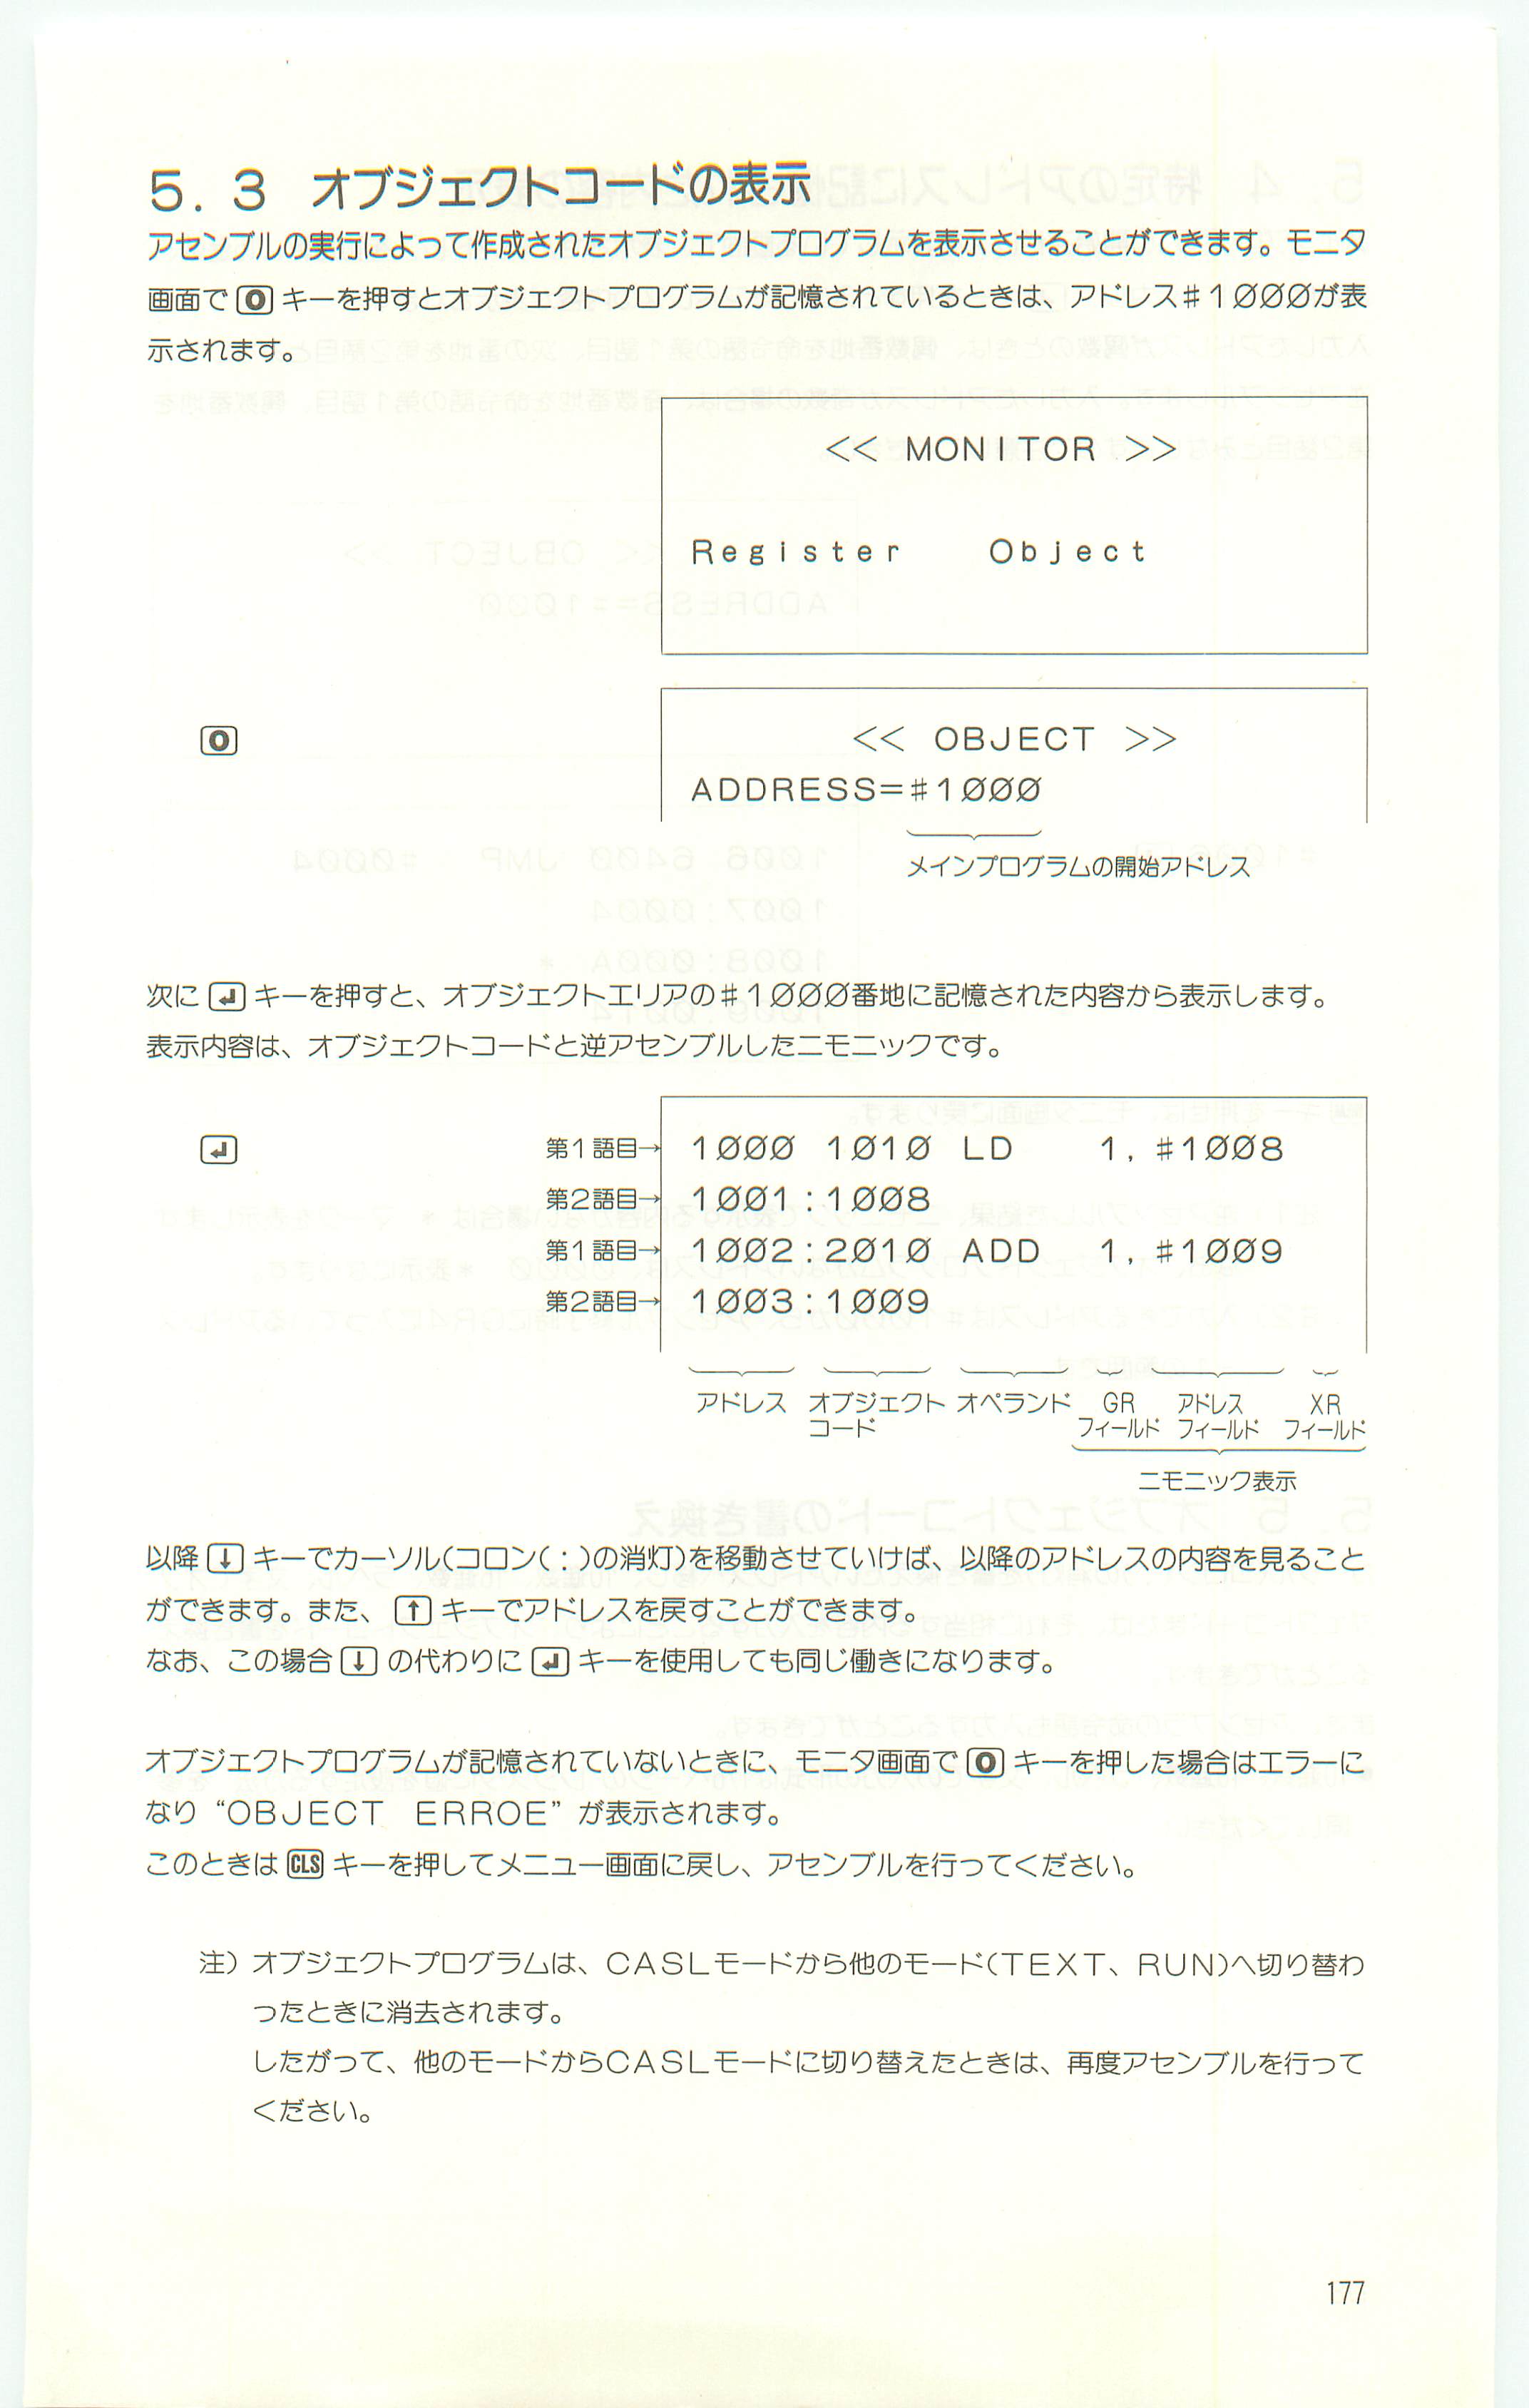 5.3 オブジェクトコードの表示
アセンブルの実行によって作成されたオブジェクトプログラムを表示させることができます。モニタ
画面で 0 キーを押すとオブジェクトプログラムが記憶されているときは、アドレス#1000が表
示されます。
<< MONITOR >>
Register Object
0
<< OBJECT >>
ADDRESS=#1000
メインプログラムの開始アドレス
次に ↲ キーを押すと、オブジェクトエリアの#1000番地に記憶された内容から表示します。
表示内容は、オブジェクトコードと逆アセンブルしたニモニックです。
↲
第1語目→ 1000 1010 LD 1, #1008
第2語目→ 1001:1008
第1語目→ 1002:2010 ADD 1, #1009
第2語目→ 1003:1009
アドレス オブジェクト オペランド GR アドレス XR
コード フィールド フィールド フィールド
ニモニック表示
以降 ↓ キーでカーソル(コロン(:)の消灯)を移動させていけば、以降のアドレスの内容を見ること
ができます。また、 ↑ キーでアドレスを戻すことができます。
なお、この場合 ↓ の代わりに ↲ キーを使用しても同じ働きになります。
オブジェクトプログラムが記憶されていないときに、モニタ画面で 0 キーを押した場合はエラーに
なり “OBJECT ERROE” が表示されます。
このときは CLS キーを押してメニュー画面に戻し、アセンブルを行ってください。
注) オブジェクトプログラムは、CASLモードから他のモード(TEXT、RUN)へ切り替わ
ったときに消去されます。
したがって、他のモードからCASLモードに切り替えたときは、再度アセンブルを行って
ください。
177